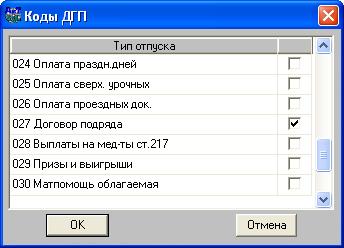 Коды ДГП
Тип отпуска
024 Оплата праздн.дней
025 Оплата сверх. урочных
026 Оплата проездных док.
027 Договор подряда
028 Выплаты на мед-ты ст.217
029 Призы и выигрыши
030 Матпомощь облагаемая
OK
Отмена